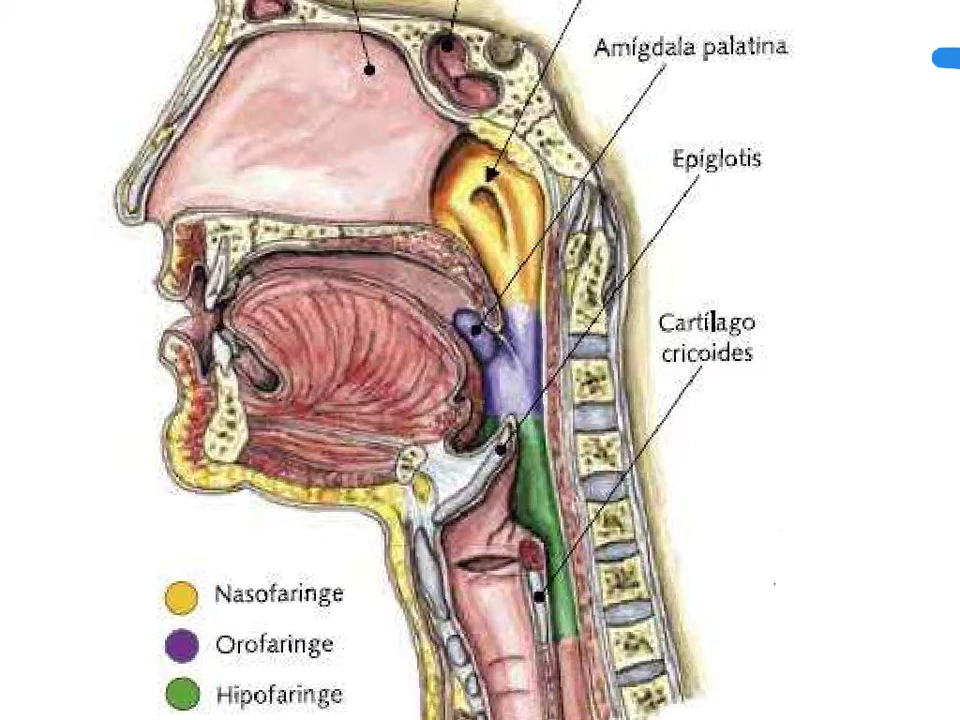 Amígdala palatina
Epíglotis
Cartílago
cricoides
Nasofaringe
Orofaringe
Hipofaringe